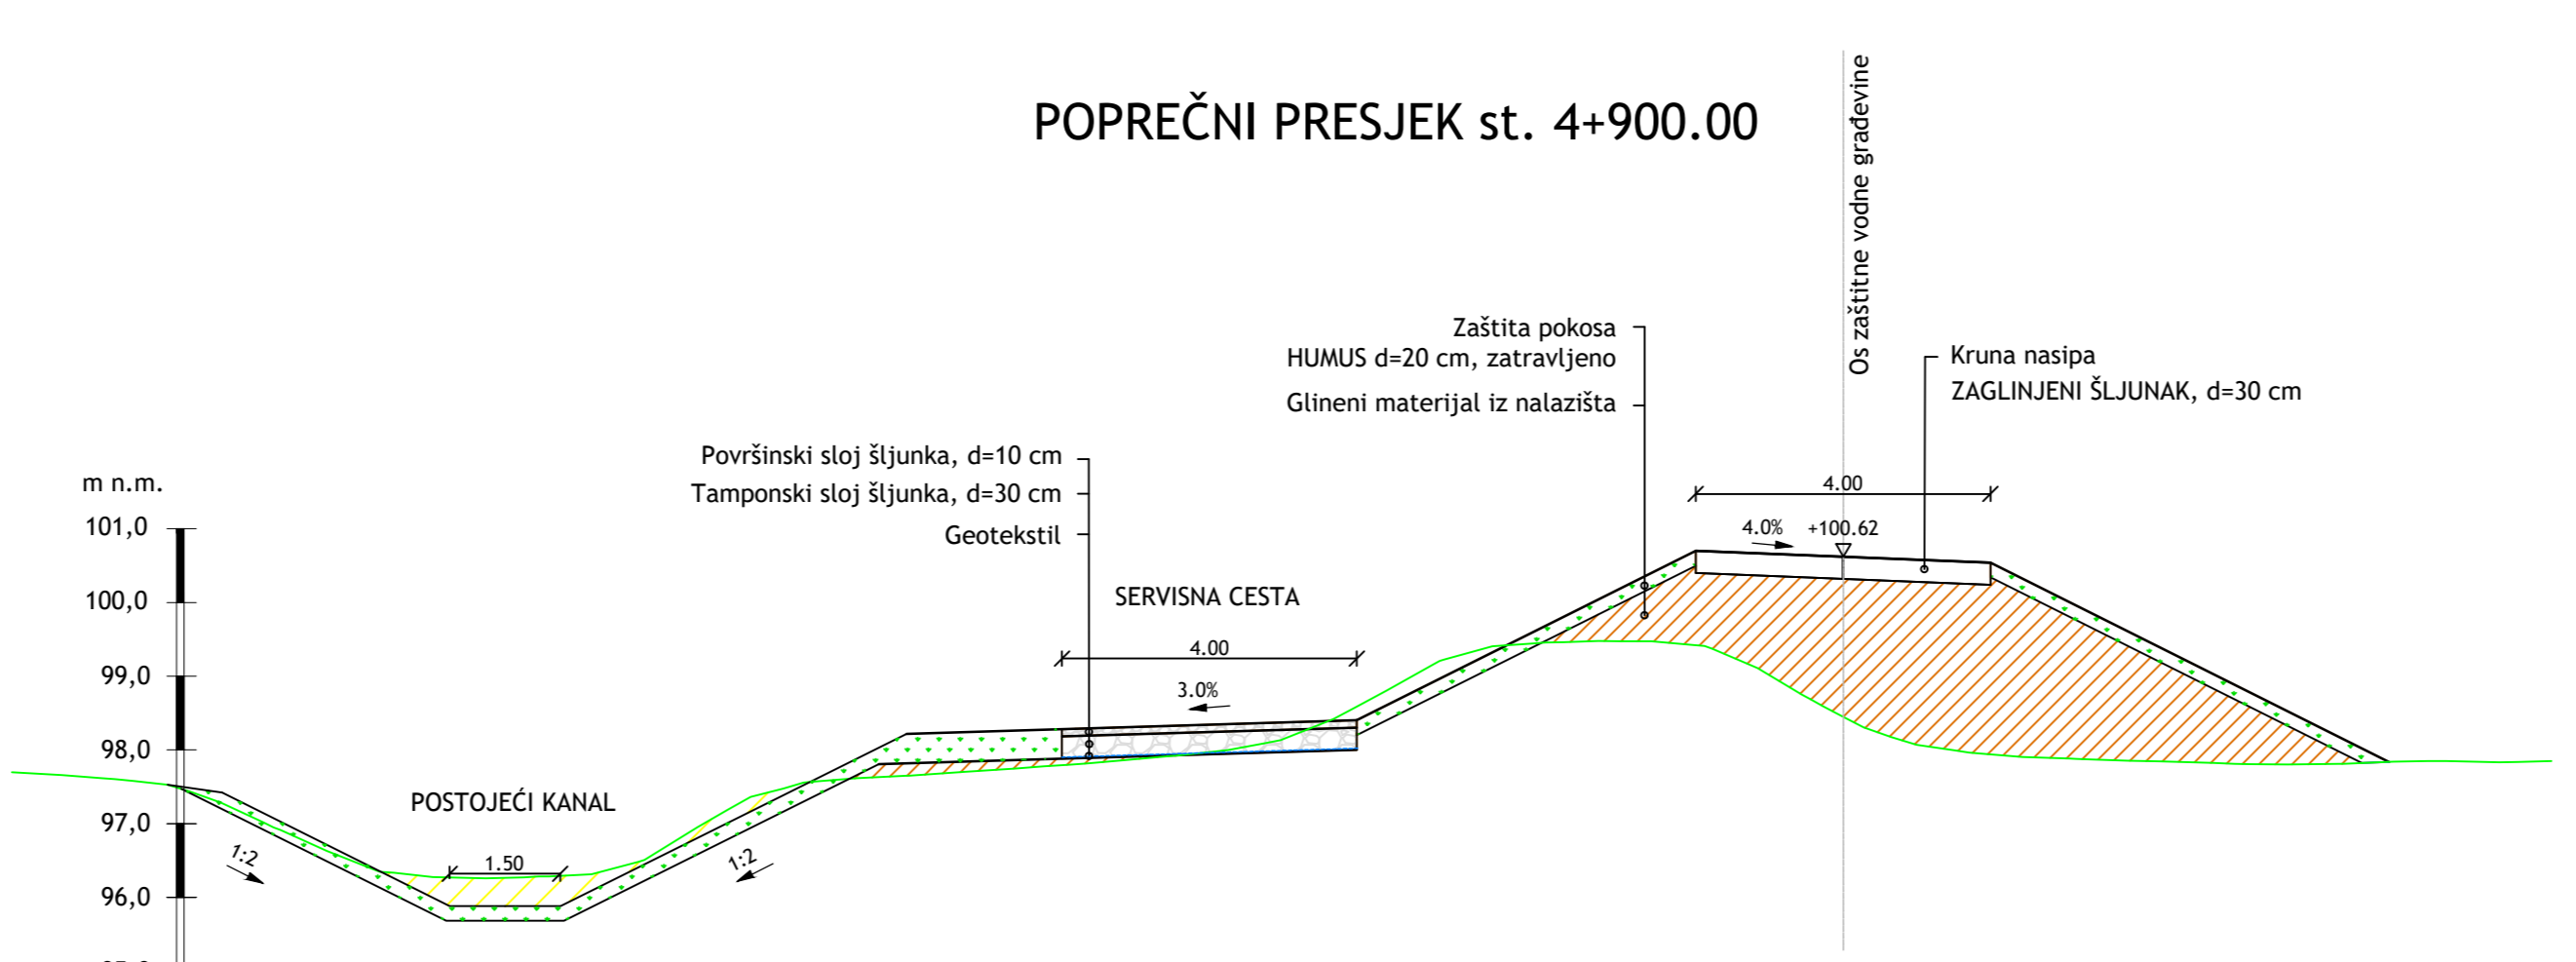 POPREČNI PRESJEK st. 4+900.00
Os zaštitne vodne građevine
Zaštita pokosa
HUMUS d=20 cm, zatravljeno
Glineni materijal iz nalazišta
Kruna nasipa
ZAGLINJENI ŠLJUNAK, d=30 cm
Površinski sloj šljunka, d=10 cm
Tamponski sloj šljunka, d=30 cm
Geotekstil
m n.m.
101,0
100,0
99,0
98,0
97,0
96,0
4.00
4.0% +100.62
SERVISNA CESTA
4.00
3.0%
POSTOJEĆI KANAL
1:2
1.50
1:2